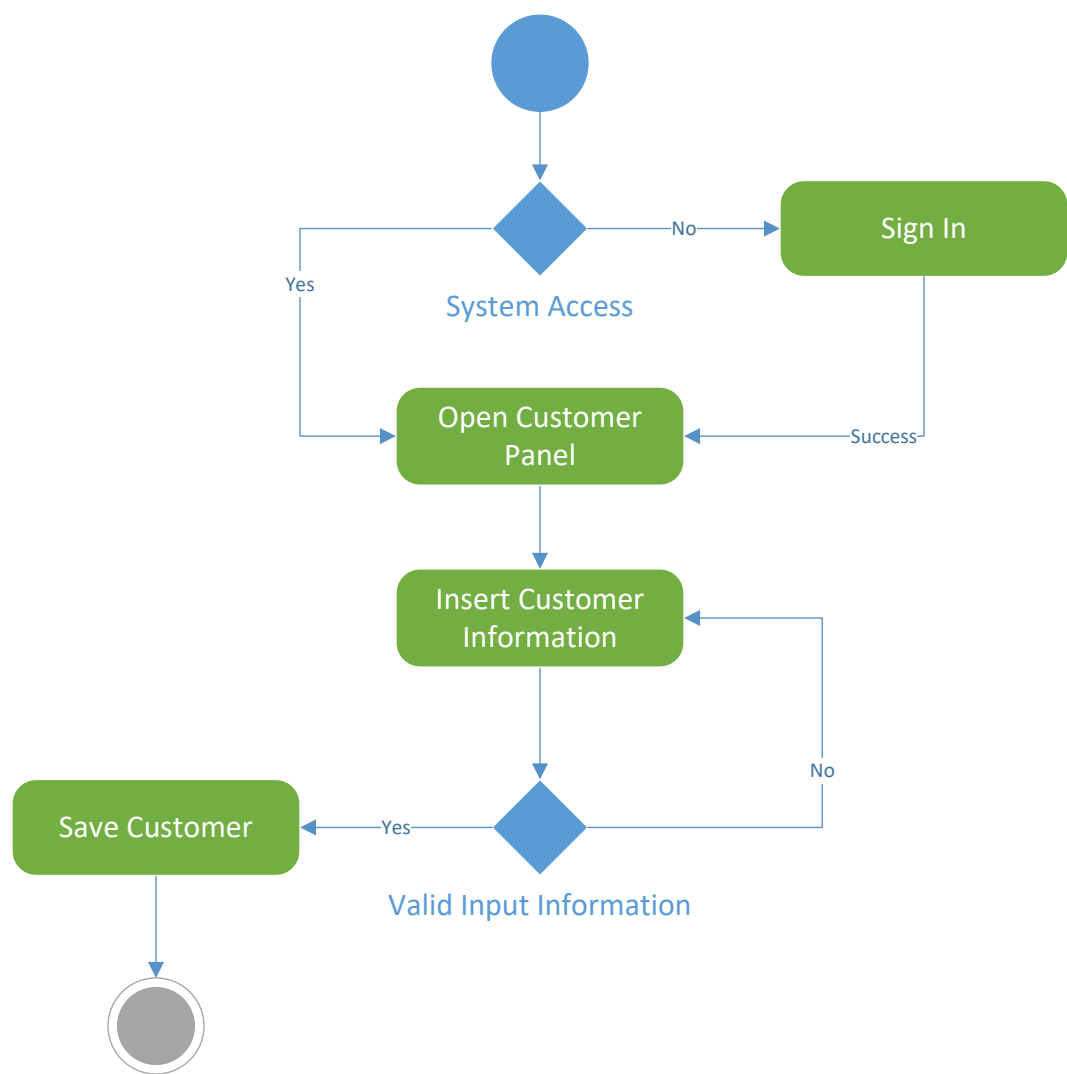 No
Sign In
Yes
System Access
Open Customer
Panel
Success
Insert Customer
Information
No
Save Customer
Yes
Valid Input Information